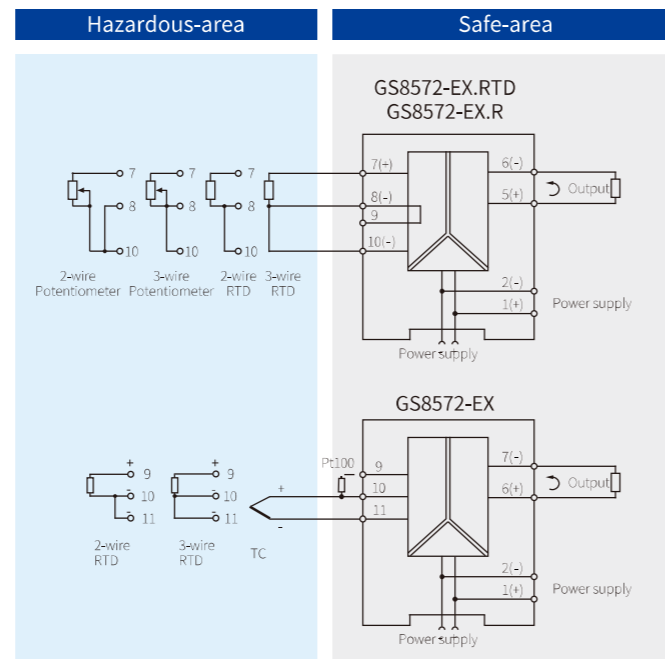 Hazardous-area
Safe-area
GS8572-EX.RTD
GS8572-EX.R
7 7 7
8 8 8
10 10 10
2-wire Potentiometer
3-wire Potentiometer
2-wire RTD
3-wire RTD
7(+)
8(-)
9
10(-)
6(-)
5(+)
Output
2(-)
1(+)
Power supply
Power supply
GS8572-EX
+ 9
- 10
- 11
2-wire
RTD
+ 9
- 10
- 11
3-wire
RTD
+
-
TC
Pt100
9
10
11
7(-)
6(+)
Output
2(-)
1(+)
Power supply
Power supply